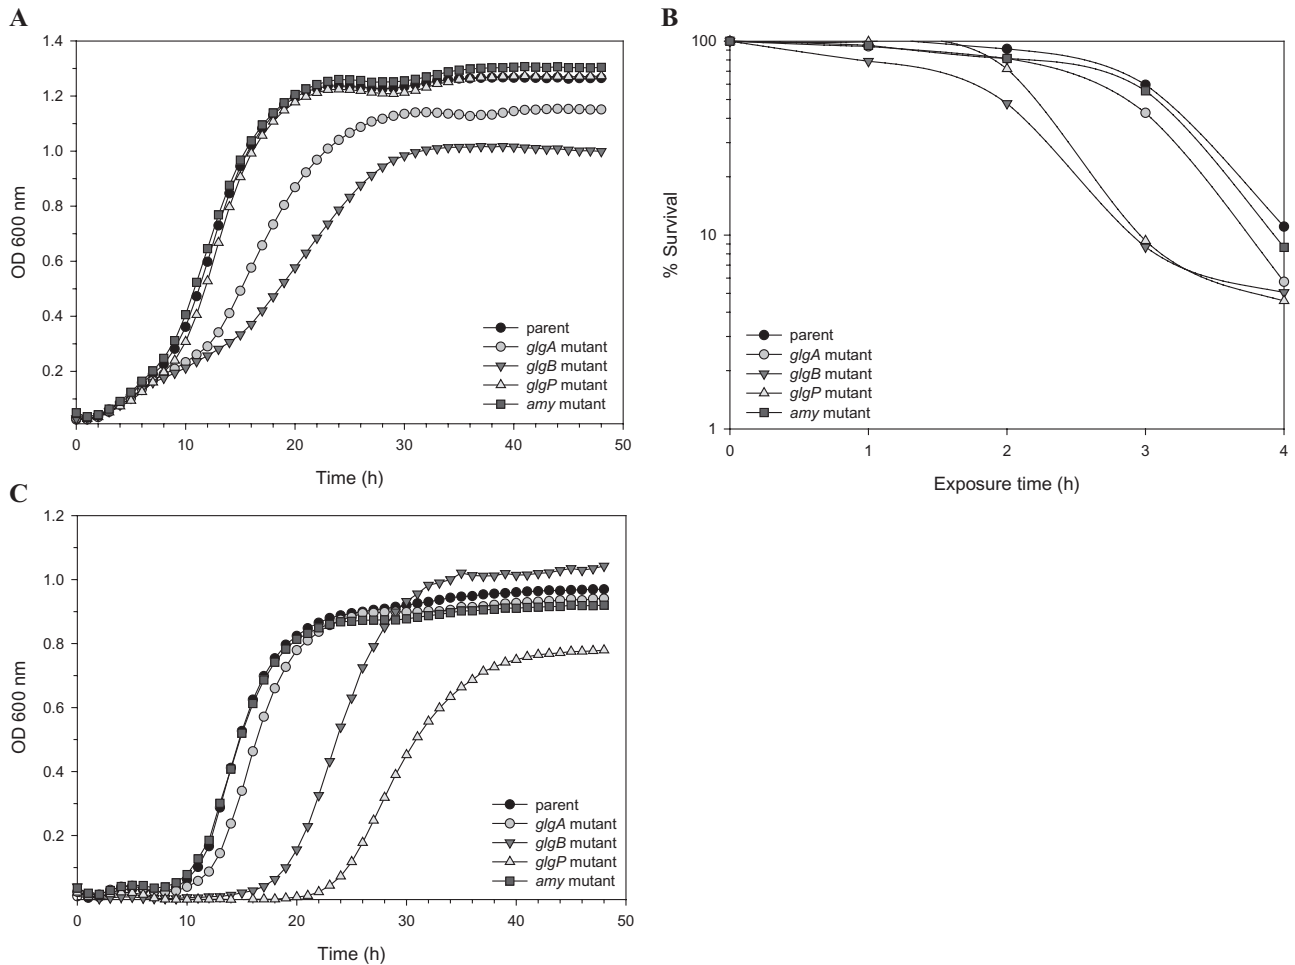 A
1.4
1.2
1.0
0.8
0.6
0.4
0.2
OD 600 nm
0
10
20
30
40
50
Time (h)
parent
glgA mutant
glgB mutant
glgP mutant
amy mutant
B
100
10
1
% Survival
0
1
2
3
4
Exposure time (h)
parent
glgA mutant
glgB mutant
glgP mutant
amy mutant
C
1.2
1.0
0.8
0.6
0.4
0.2
OD 600 nm
0
10
20
30
40
50
Time (h)
parent
glgA mutant
glgB mutant
glgP mutant
amy mutant